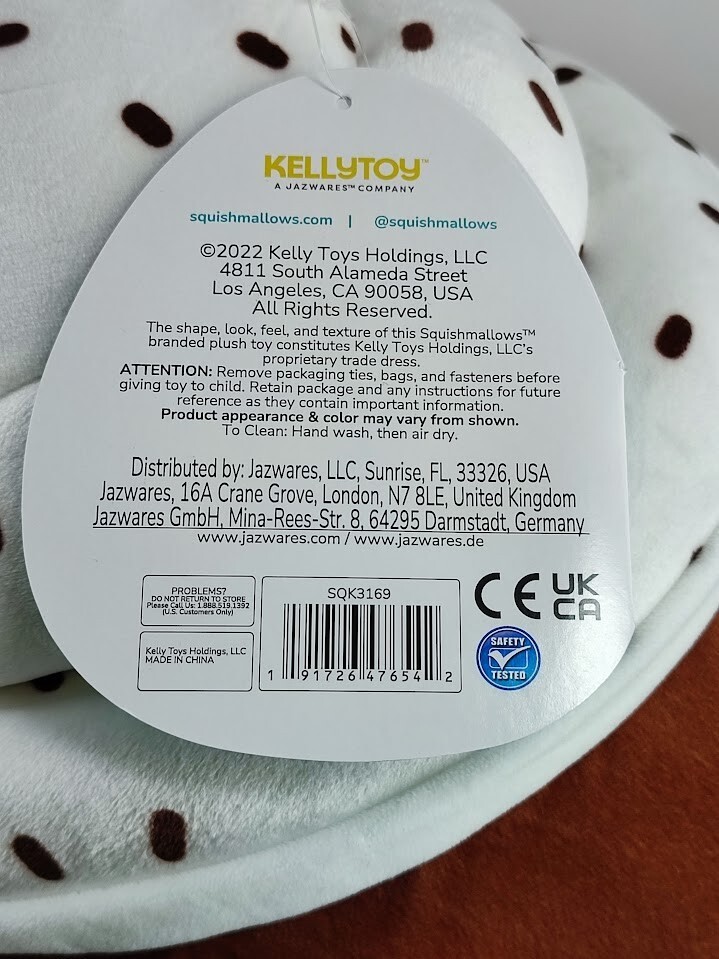 KELLYTOY™
A JAZWARES™ COMPANY
squishmallows.com | @squishmallows
©2022 Kelly Toys Holdings, LLC
4811 South Alameda Street
Los Angeles, CA 90058, USA
All Rights Reserved.
The shape, look, feel, and texture of this Squishmallows™
branded plush toy constitutes Kelly Toys Holdings, LLC's
proprietary trade dress.
ATTENTION: Remove packaging ties, bags, and fasteners before
giving toy to child. Retain package and any instructions for future
reference as they contain important information.
Product appearance & color may vary from shown.
To Clean: Hand wash, then air dry.
Distributed by: Jazwares, LLC, Sunrise, FL, 33326, USA
Jazwares, 16A Crane Grove, London, N7 8LE, United Kingdom
Jazwares GmbH, Mina-Rees-Str. 8, 64295 Darmstadt, Germany
www.jazwares.com / www.jazwares.de
PROBLEMS?
DO NOT RETURN TO STORE
Please Call Us: 1.888.519.1392
(U.S. Customers Only)
Kelly Toys Holdings, LLC
MADE IN CHINA
SQK3169
1 91726 47654 2
CE
UK
CA
SAFETY
TESTED